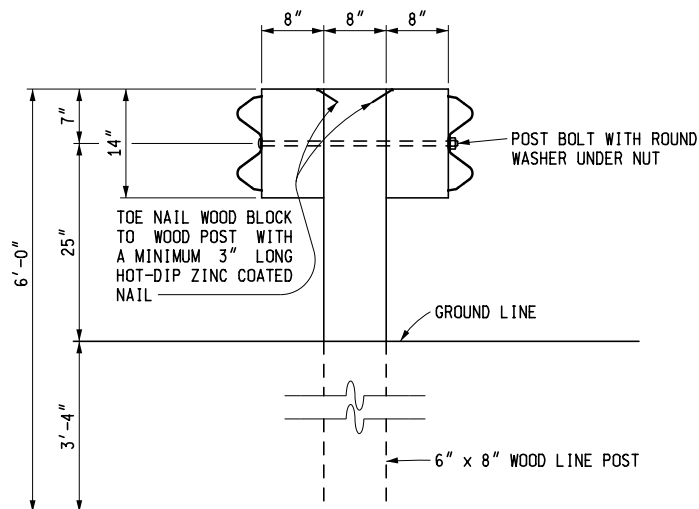 8" 8" 8"
7"
14"
25"
6'-0"
3'-4"
POST BOLT WITH ROUND
WASHER UNDER NUT
TOE NAIL WOOD BLOCK
TO WOOD POST WITH
A MINIMUM 3" LONG
HOT-DIP ZINC COATED
NAIL
GROUND LINE
6" x 8" WOOD LINE POST